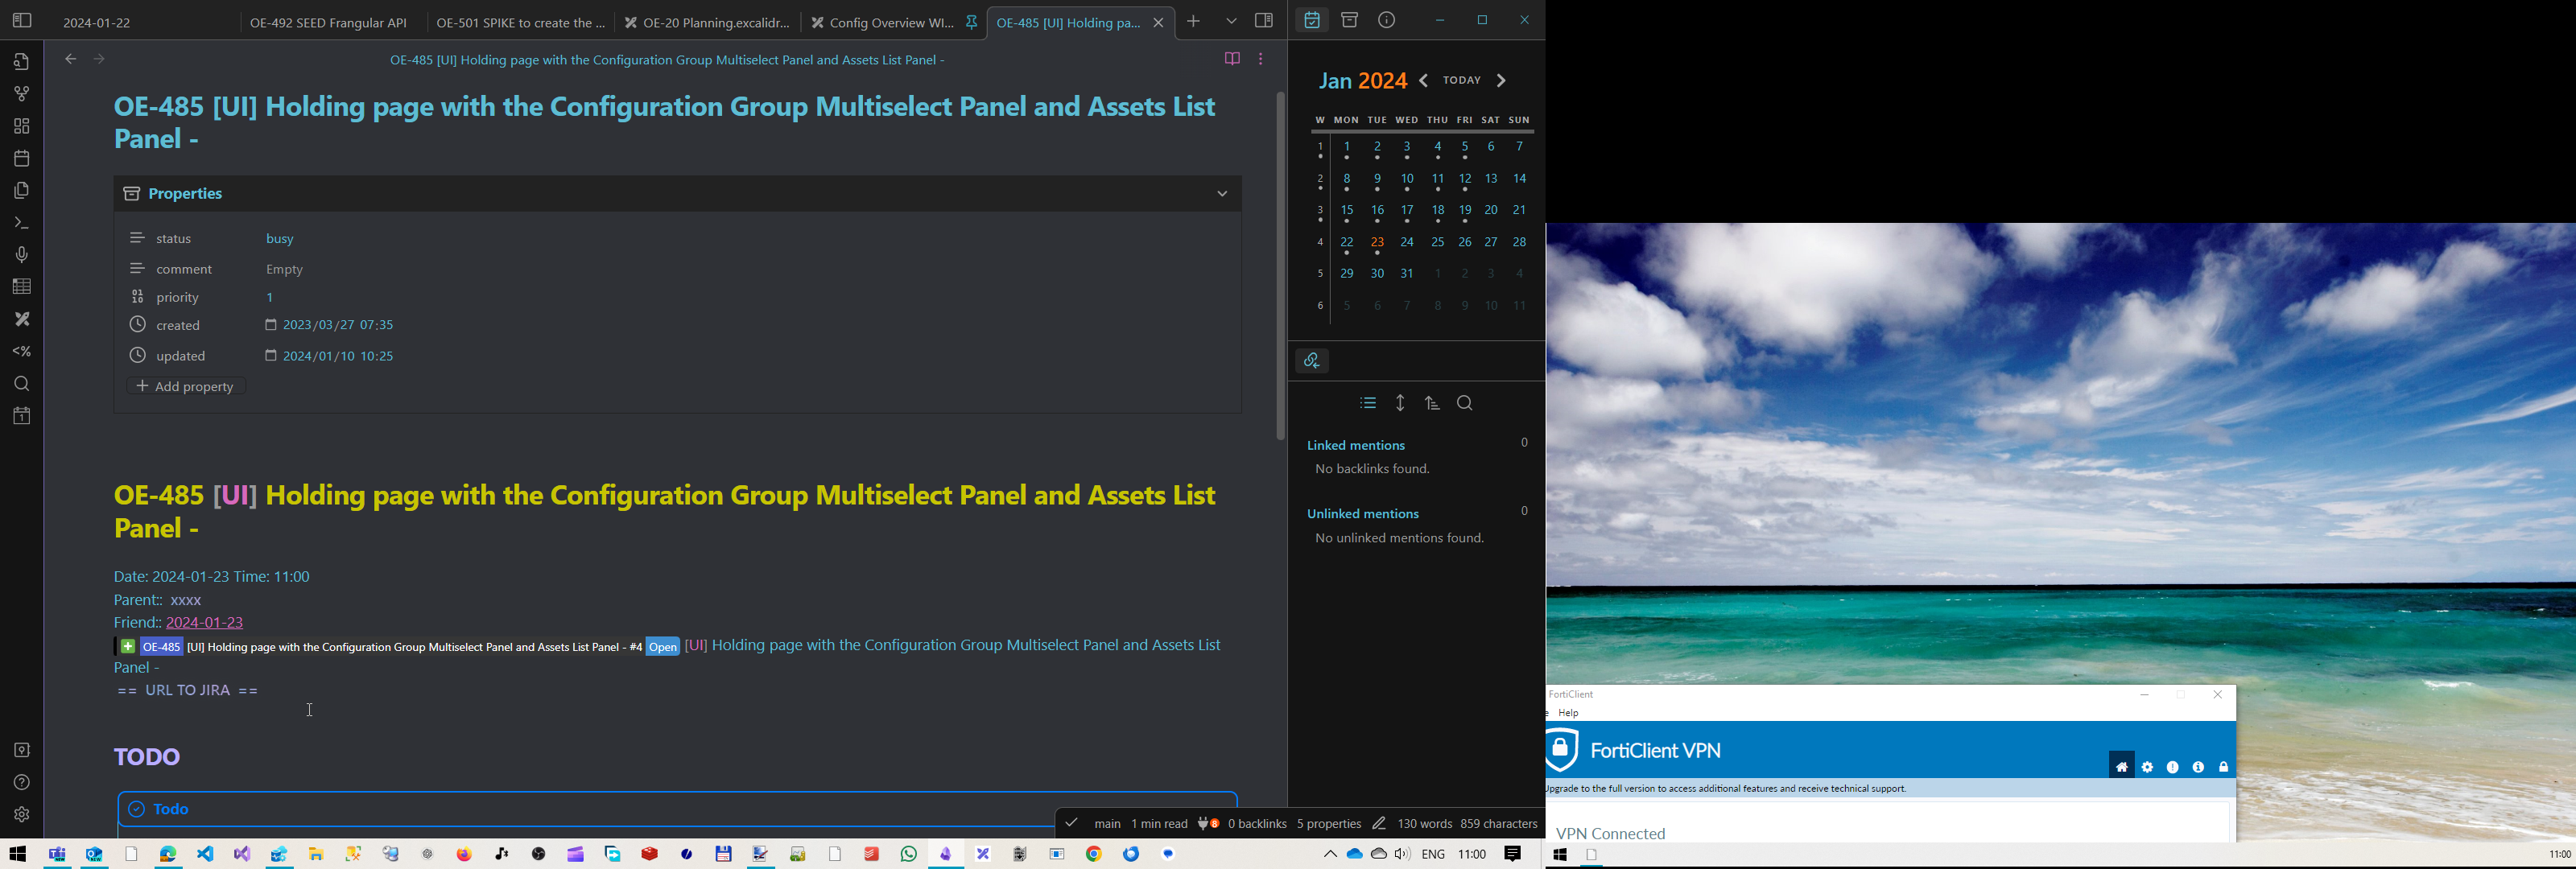 2024-01-22
OE-492 SEED Frangular API
OE-501 SPIKE to create the ...
OE-20 Planning.excalidr...
Config Overview WI...
OE-485 [UI] Holding pa...
OE-485 [UI] Holding page with the Configuration Group Multiselect Panel and Assets List Panel -
OE-485 [UI] Holding page with the Configuration Group Multiselect Panel and Assets List
Panel -
Properties
status busy
comment Empty
priority 1
created 2023/03/27 07:35
updated 2024/01/10 10:25
Add property
OE-485 [UI] Holding page with the Configuration Group Multiselect Panel and Assets List
Panel -
Date: 2024-01-23 Time: 11:00
Parent:: xxxx
Friend:: 2024-01-23
OE-485 [UI] Holding page with the Configuration Group Multiselect Panel and Assets List Panel - #4 Open [UI] Holding page with the Configuration Group Multiselect Panel and Assets List
Panel -
== URL TO JIRA ==
TODO
Todo
main 1 min read 8 0 backlinks 5 properties 130 words 859 characters
Jan 2024 TODAY
W MON TUE WED THU FRI SAT SUN
1 1 2 3 4 5 6 7
2 8 9 10 11 12 13 14
3 15 16 17 18 19 20 21
4 22 23 24 25 26 27 28
5 29 30 31 1 2 3 4
6 5 6 7 8 9 10 11
Linked mentions 0
No backlinks found.
Unlinked mentions 0
No unlinked mentions found.
FortiClient
e Help
FortiClient VPN
Upgrade to the full version to access additional features and receive technical support.
VPN Connected
ENG 11:00
11:00